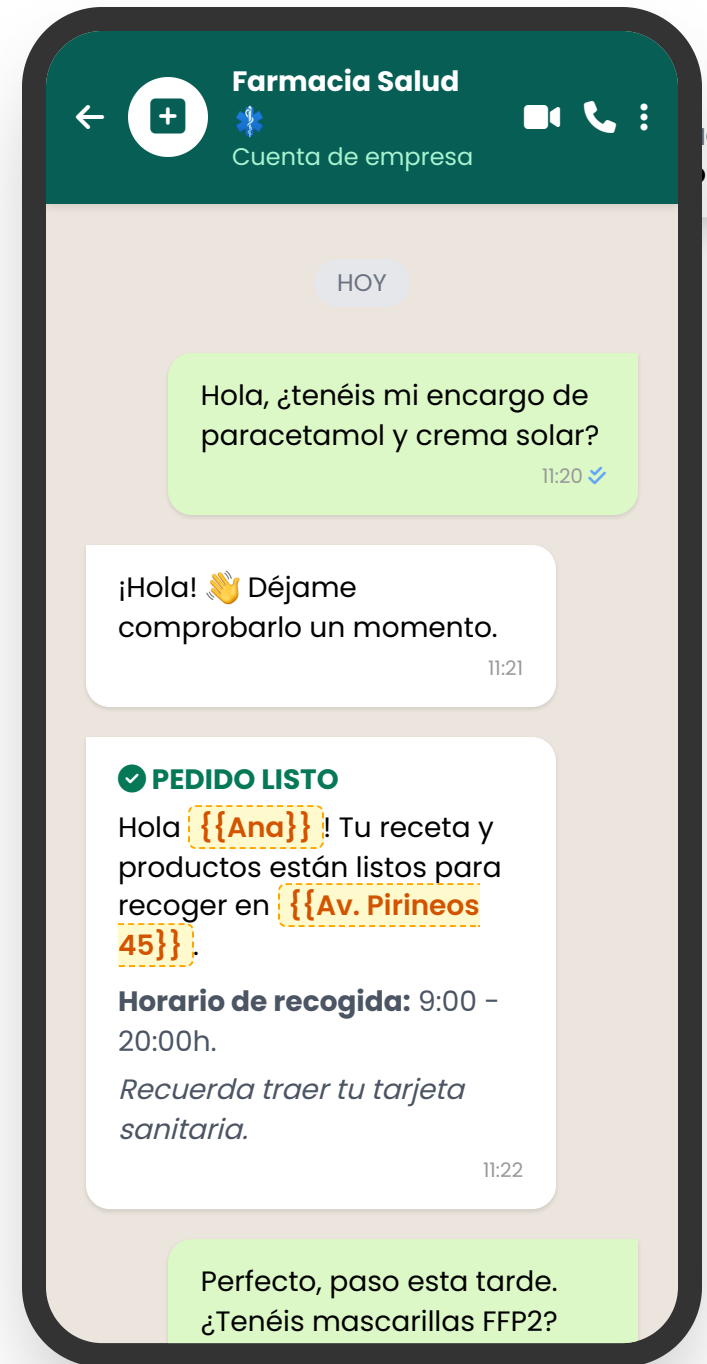 Farmacia Salud
Cuenta de empresa
HOY
Hola, ¿tenéis mi encargo de
paracetamol y crema solar?
11:20
¡Hola! 👋 Déjame
comprobarlo un momento.
11:21
PEDIDO LISTO
Hola {{Ana}}! Tu receta y
productos están listos para
recoger en {{Av. Pirineos
45}}.
Horario de recogida: 9:00 -
20:00h.
Recuerda traer tu tarjeta
sanitaria.
11:22
Perfecto, paso esta tarde.
¿Tenéis mascarillas FFP2?